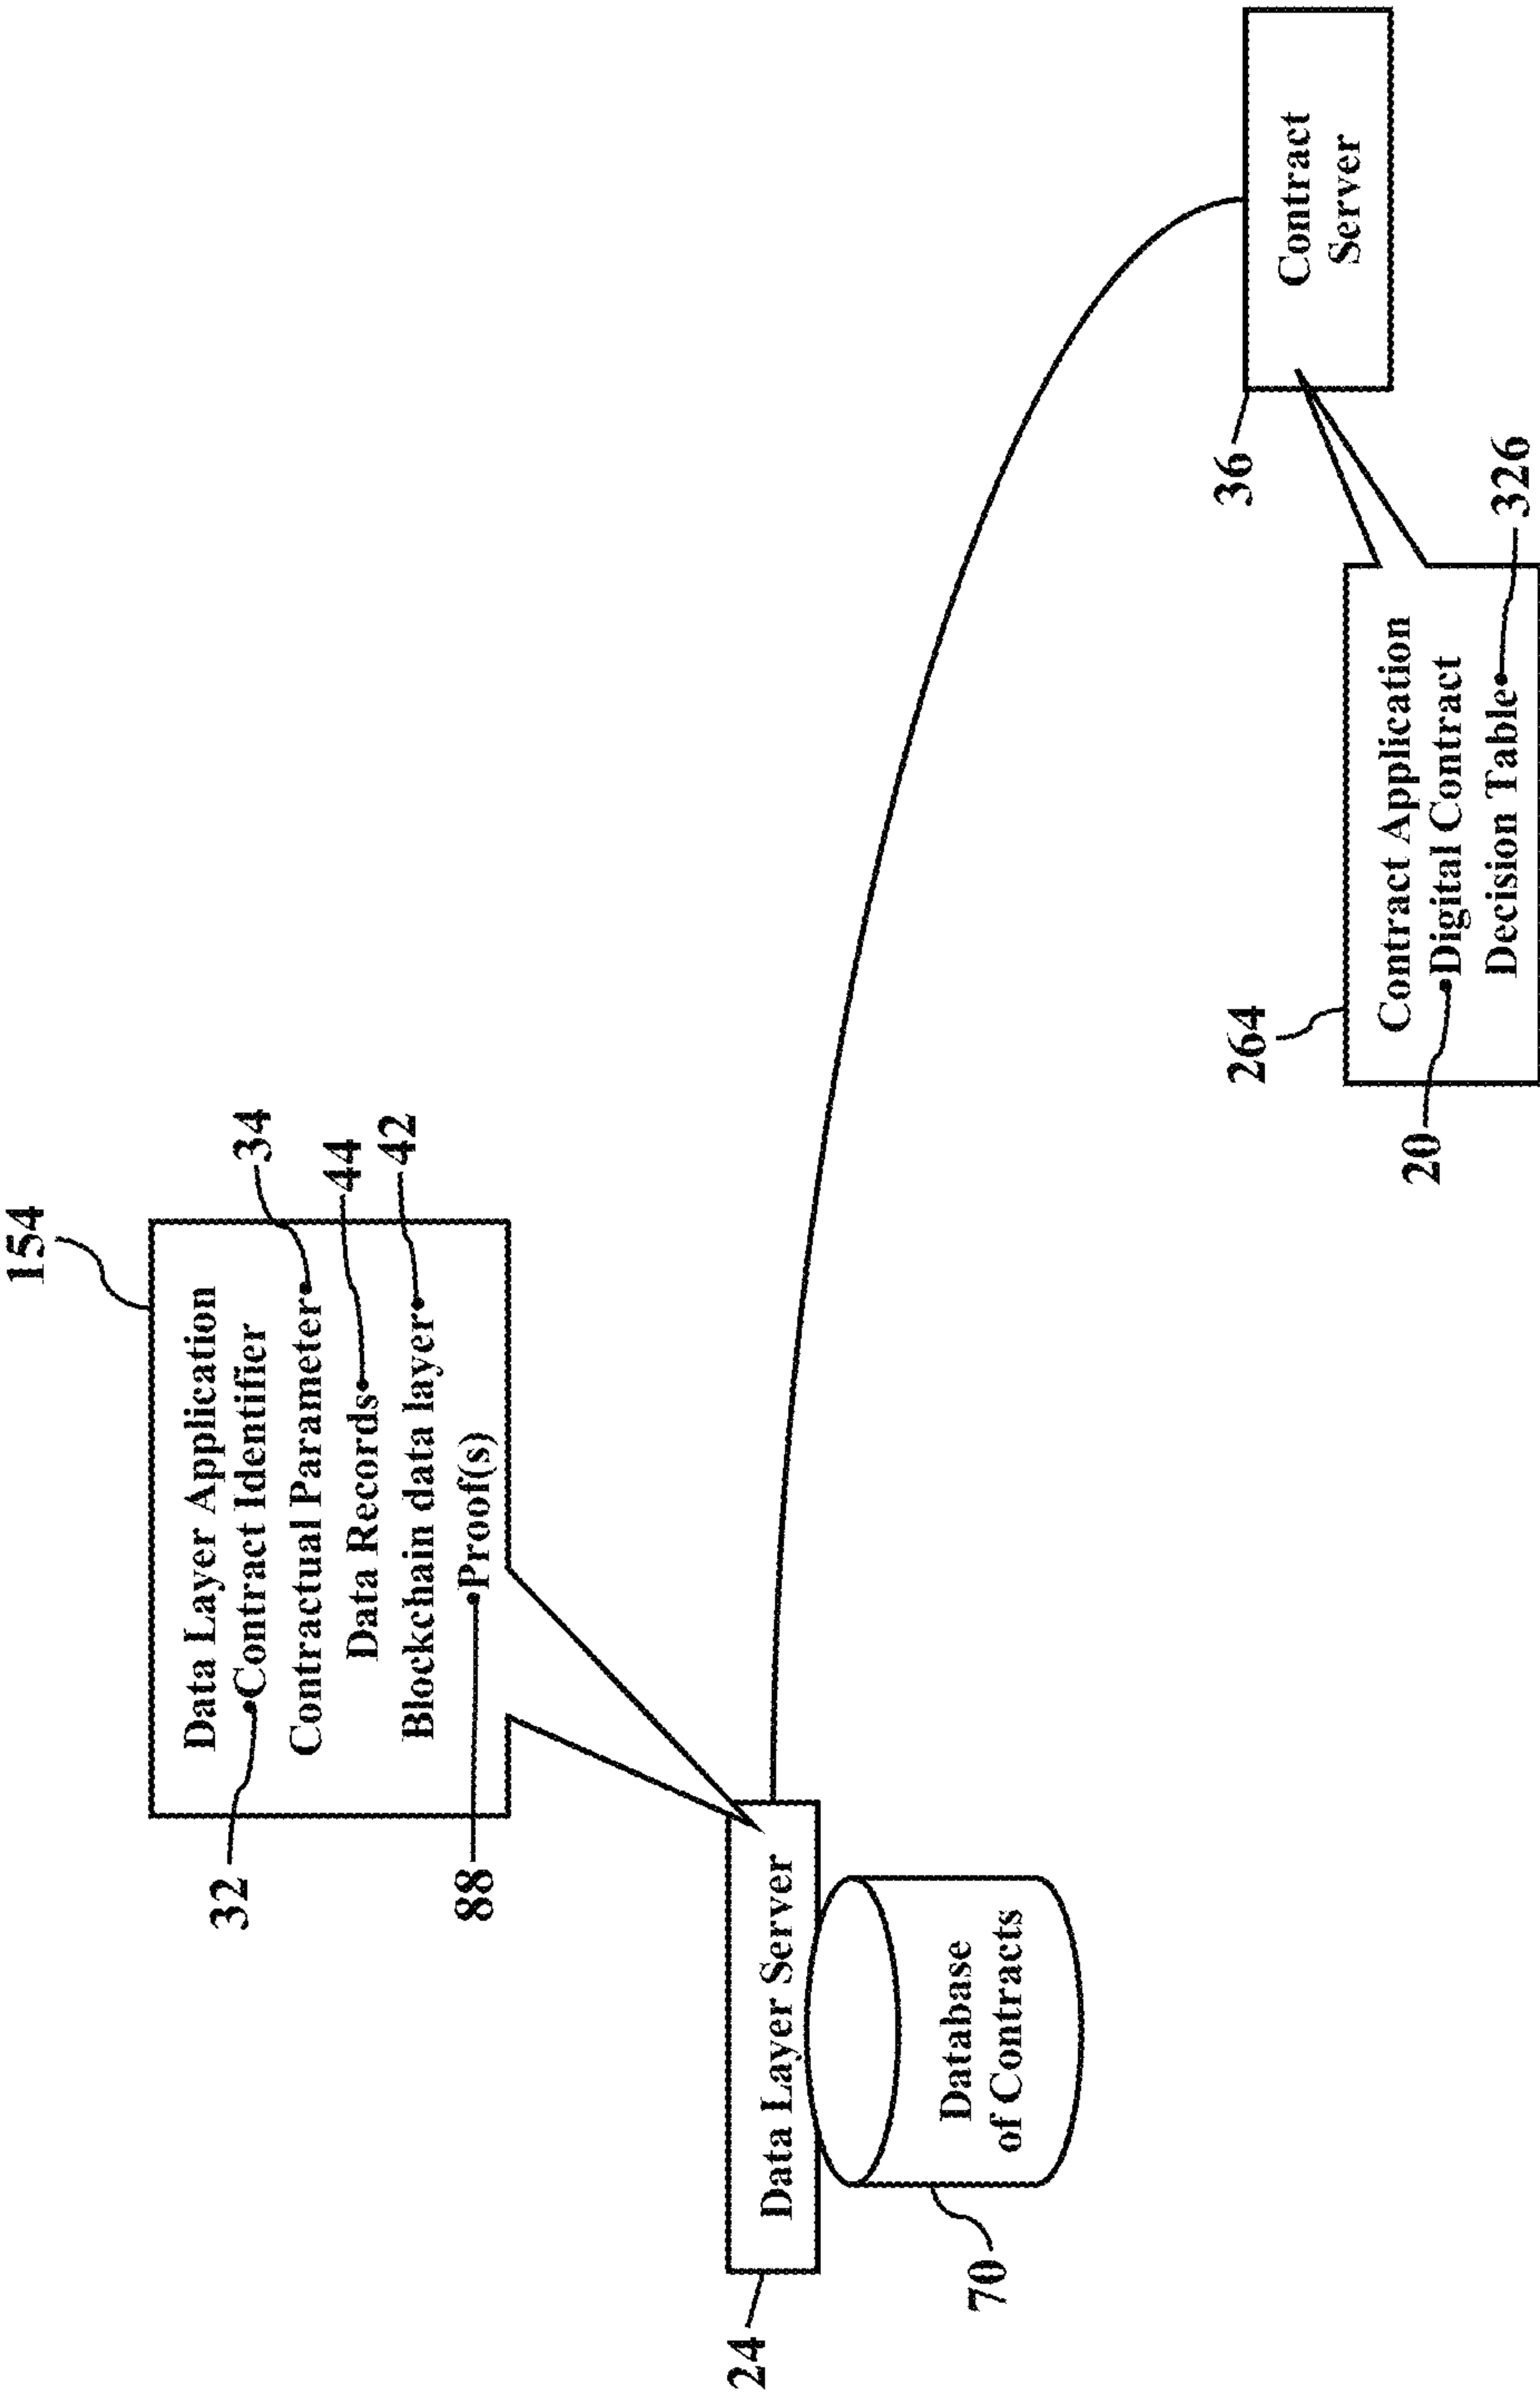 154
Data Layer Application
32
Contract Identifier
Contractual Parameter
34
Data Records
44
Blockchain data layer
42
88
Proof(s)
24
Data Layer Server
70
Database
of Contracts
36
Contract
Server
264
Contract Application
20
Digital Contract
Decision Table
326